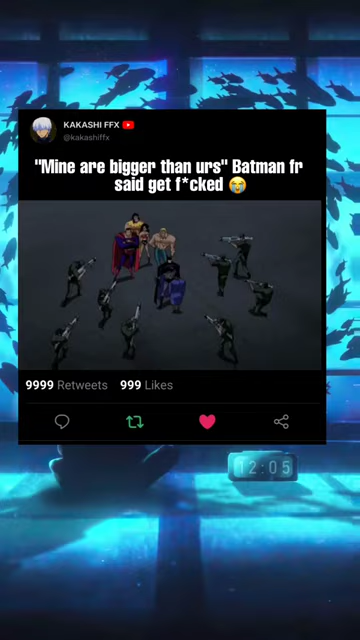 KAKASHI FFX
@kakashiffx
"Mine are bigger than urs" Batman fr
said get f*cked 😭
9999 Retweets 999 Likes
12:05